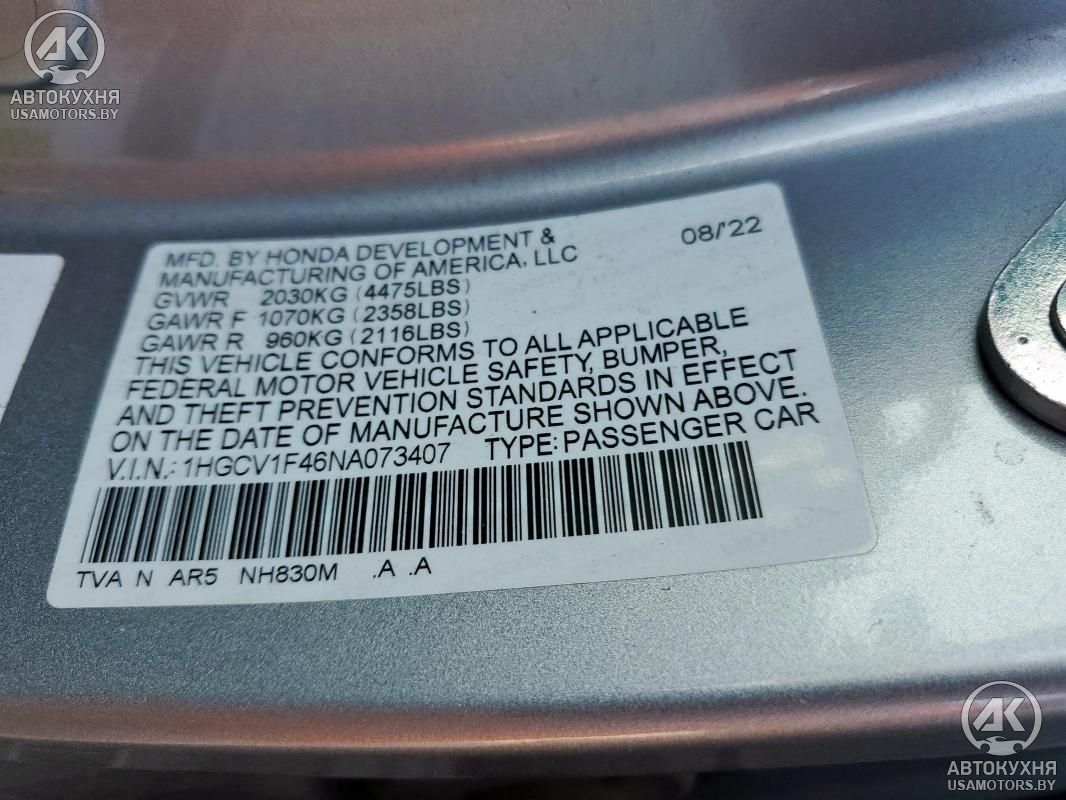 AK
АВТОКУХНЯ
USAMOTORS.BY
MFD. BY HONDA DEVELOPMENT & 08/'22
MANUFACTURING OF AMERICA, LLC
GVWR 2030KG (4475LBS)
GAWR F 1070KG (2358LBS)
GAWR R 960KG (2116LBS)
THIS VEHICLE CONFORMS TO ALL APPLICABLE
FEDERAL MOTOR VEHICLE SAFETY, BUMPER,
AND THEFT PREVENTION STANDARDS IN EFFECT
ON THE DATE OF MANUFACTURE SHOWN ABOVE.
V.I.N.: 1HGCV1F46NA073407 TYPE: PASSENGER CAR
TVA N AR5 NH830M .A .A
AK
АВТОКУХНЯ
USAMOTORS.BY